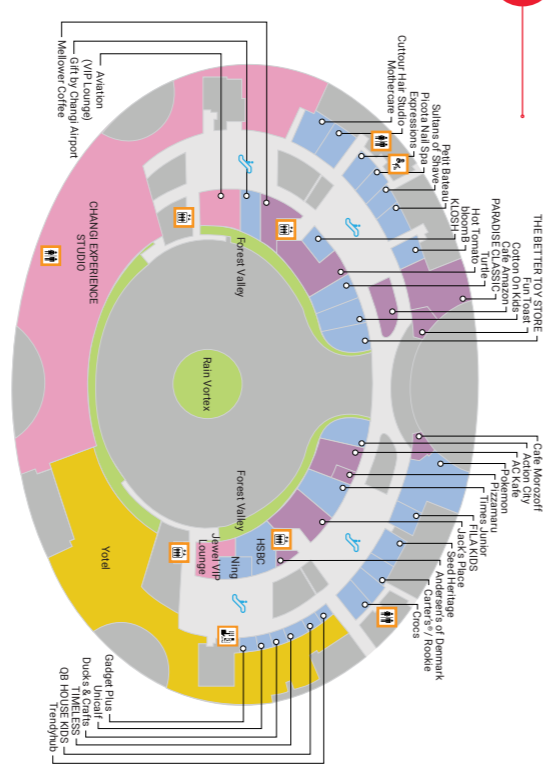 Aviation
(VIP Lounge)
Gift by Changi Airport
Mellower Coffee
Cuttour Hair Studio
Mothercare
Expressions
Picota Nail Spa
Sultans of Shave
Petit Bateau
KLOSH
bloomB
Hot Tomato
PARADISE CLASSIC
Turtle
Cafe Amazon
Cotton On Kids
Fun Toast
THE BETTER TOY STORE
Cafe Morozoff
Action City
AC Kafe
Pokemon
Pizzamaru
Times Junior
FILA KIDS
Jack's Place
Seed Heritage
Andersen's of Denmark
Carter's® / Rookie
Crocs
CHANGI EXPERIENCE
STUDIO
Forest Valley
Rain Vortex
Forest Valley
HSBC
Ning
Jewel VIP
Lounge
Yotel
Gadget Plus
Unicalf
Ducks & Crafts
TIMELESS
QB HOUSE KIDS
Trendyhub